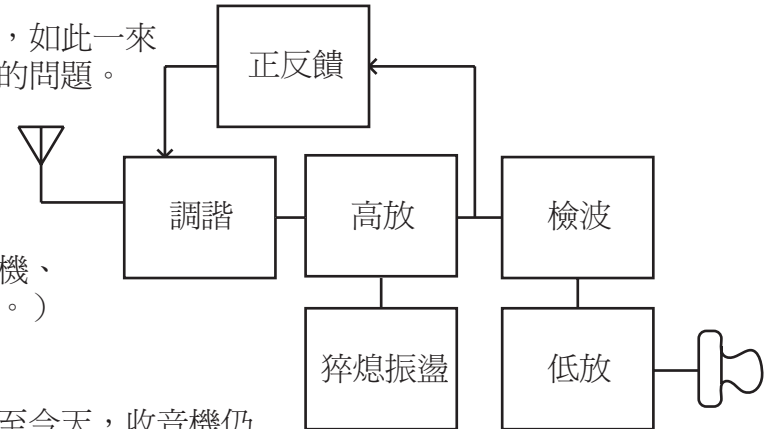 ，如此一來
的問題。
正反饋
調諧
高放
檢波
機、
。）
猝熄振盪
低放
至今天，收音機仍